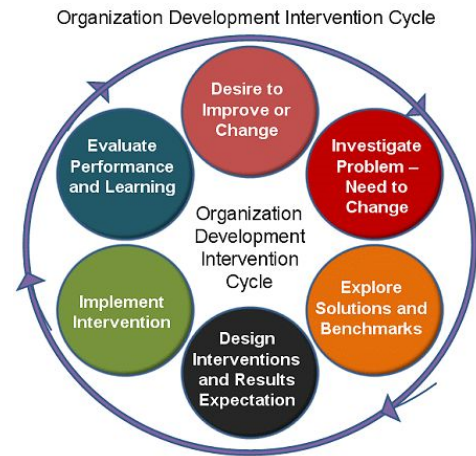 Organization Development Intervention Cycle
Desire to
Improve or
Change
Investigate
Problem –
Need to
Change
Explore
Solutions and
Benchmarks
Design
Interventions
and Results
Expectation
Implement
Intervention
Evaluate
Performance
and Learning
Organization
Development
Intervention
Cycle